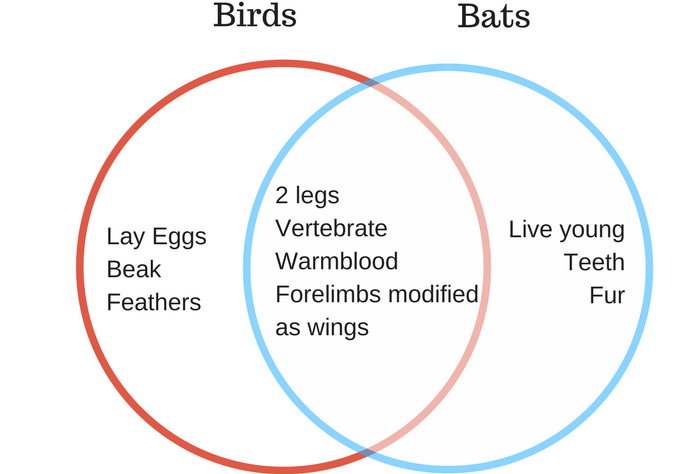 Birds
Bats
Lay Eggs
Beak
Feathers
2 legs
Vertebrate
Warmblood
Forelimbs modified
as wings
Live young
Teeth
Fur